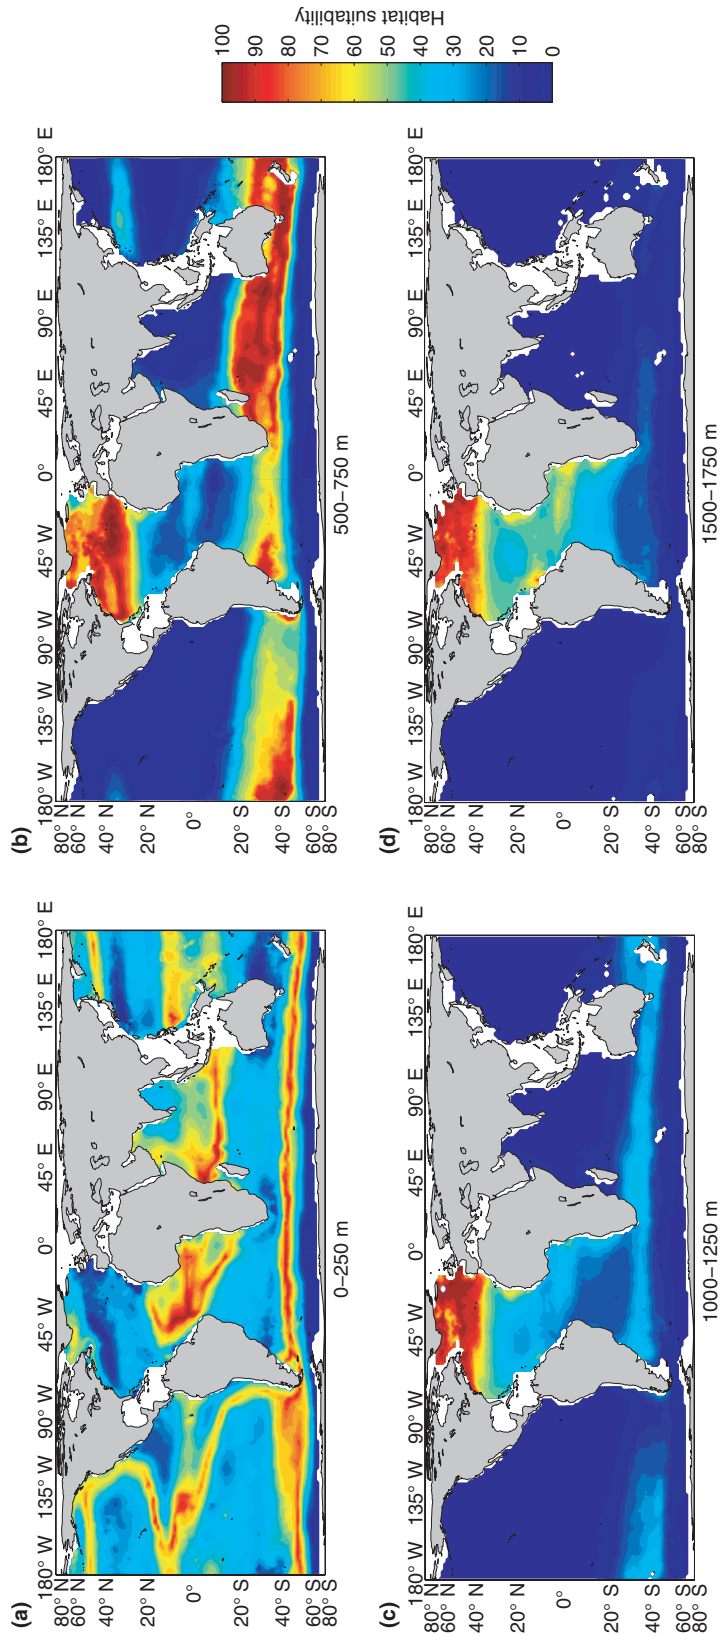 (a)
180° W 135° W 90° W 45° W 0° 45° E 90° E 135° E 180° E
80° N
60° N
40° N
20° N
0°
20° S
40° S
60° S
80° S
0–250 m
(b)
180° W 135° W 90° W 45° W 0° 45° E 90° E 135° E 180° E
80° N
60° N
40° N
20° N
0°
20° S
40° S
60° S
80° S
500–750 m
(c)
180° W 135° W 90° W 45° W 0° 45° E 90° E 135° E 180° E
80° N
60° N
40° N
20° N
0°
20° S
40° S
60° S
80° S
1000–1250 m
(d)
180° W 135° W 90° W 45° W 0° 45° E 90° E 135° E 180° E
80° N
60° N
40° N
20° N
0°
20° S
40° S
60° S
80° S
1500–1750 m
100
90
80
70
60
50
40
30
20
10
0
Habitat suitability